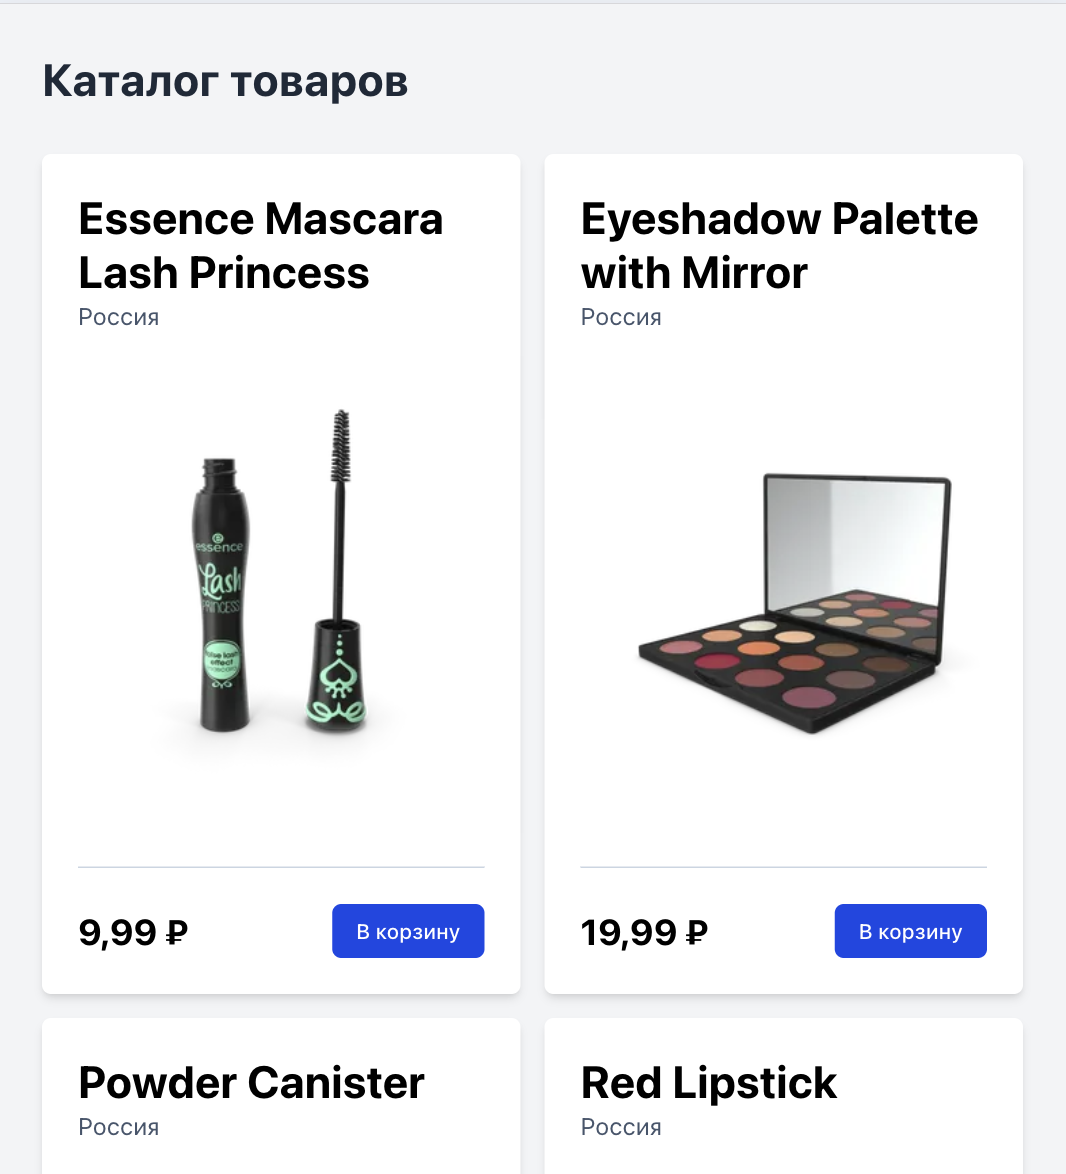 Каталог товаров
Essence Mascara
Lash Princess
Россия
essence
Lash
PRINCESS
false lash
effect
mascara
9,99 ₽
В корзину
Eyeshadow Palette
with Mirror
Россия
19,99 ₽
В корзину
Powder Canister
Россия
Red Lipstick
Россия